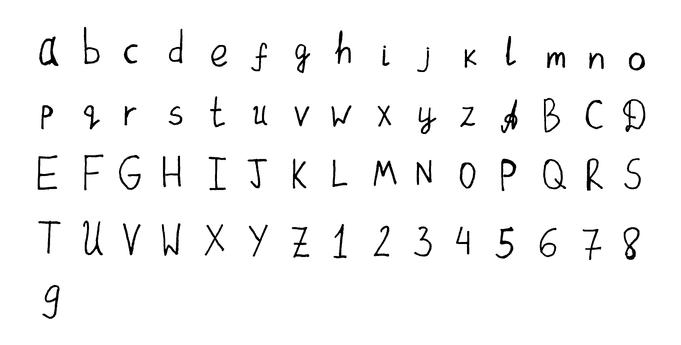 a b c d e f g h i j k l m n o
p q r s t u v w x y z A B C D
E F G H I J K L M N O P Q R S
T U V W X Y Z 1 2 3 4 5 6 7 8
9